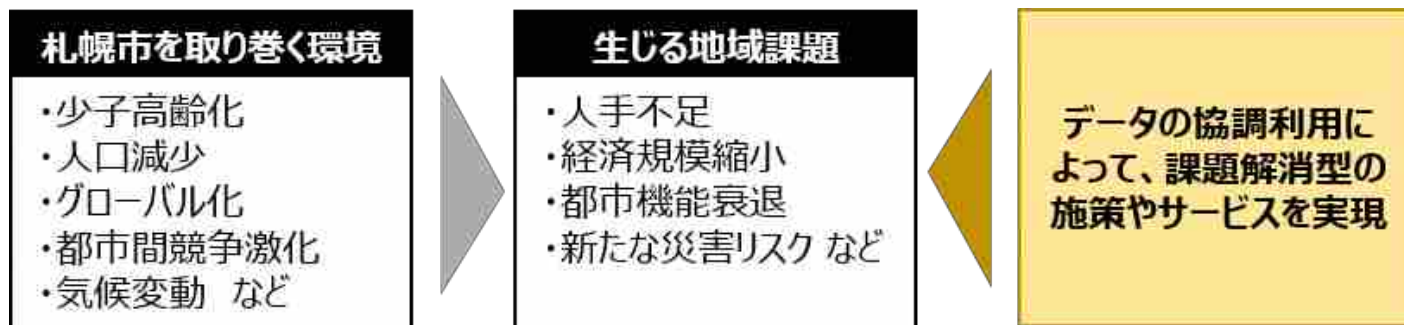 札幌市を取り巻く環境
・少子高齢化
・人口減少
・グローバル化
・都市間競争激化
・気候変動 など
生じる地域課題
・人手不足
・経済規模縮小
・都市機能衰退
・新たな災害リスク など
データの協調利用に
よって、課題解消型の
施策やサービスを実現